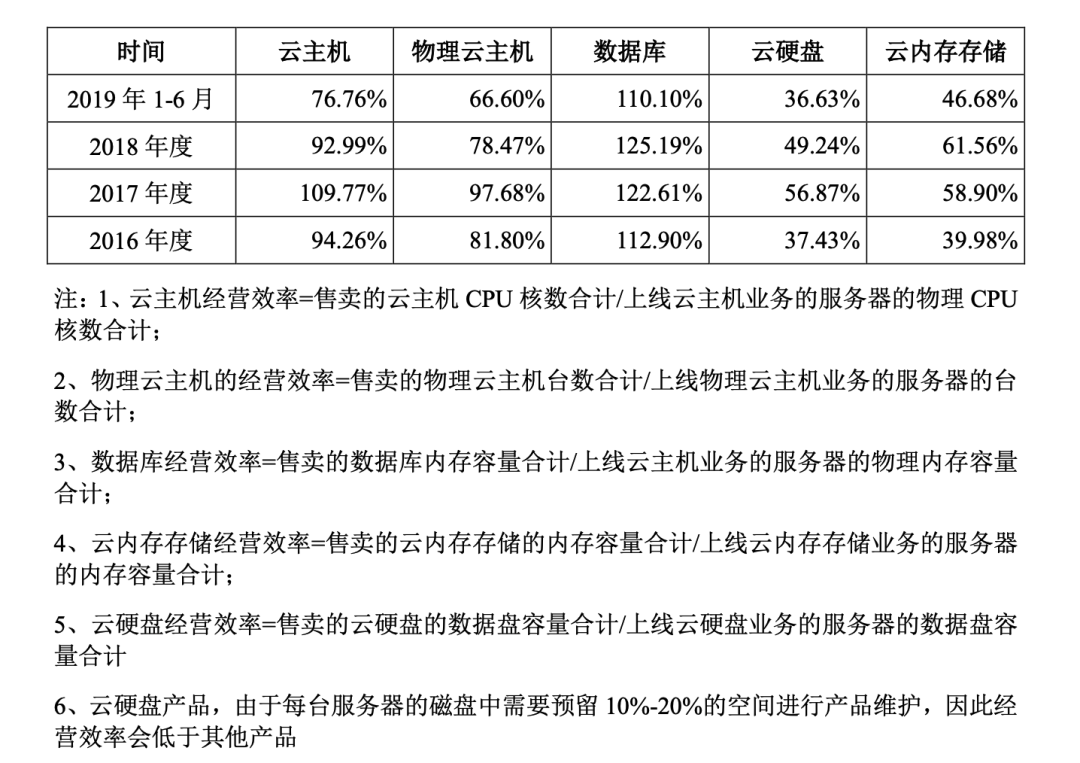 时间 云主机 物理云主机 数据库 云硬盘 云内存存储
2019 年 1-6 月 76.76% 66.60% 110.10% 36.63% 46.68%
2018 年度 92.99% 78.47% 125.19% 49.24% 61.56%
2017 年度 109.77% 97.68% 122.61% 56.87% 58.90%
2016 年度 94.26% 81.80% 112.90% 37.43% 39.98%
注：1、云主机经营效率=售卖的云主机 CPU 核数合计/上线云主机业务的服务器的物理 CPU
核数合计；
2、物理云主机的经营效率=售卖的物理云主机台数合计/上线物理云主机业务的服务器的台
数合计；
3、数据库经营效率=售卖的数据库内存容量合计/上线云主机业务的服务器的物理内存容量
合计；
4、云内存存储经营效率=售卖的云内存存储的内存容量合计/上线云内存存储业务的服务器
的内存容量合计；
5、云硬盘经营效率=售卖的云硬盘的数据盘容量合计/上线云硬盘业务的服务器的数据盘容
量合计
6、云硬盘产品，由于每台服务器的磁盘中需要预留 10%-20%的空间进行产品维护，因此经
营效率会低于其他产品